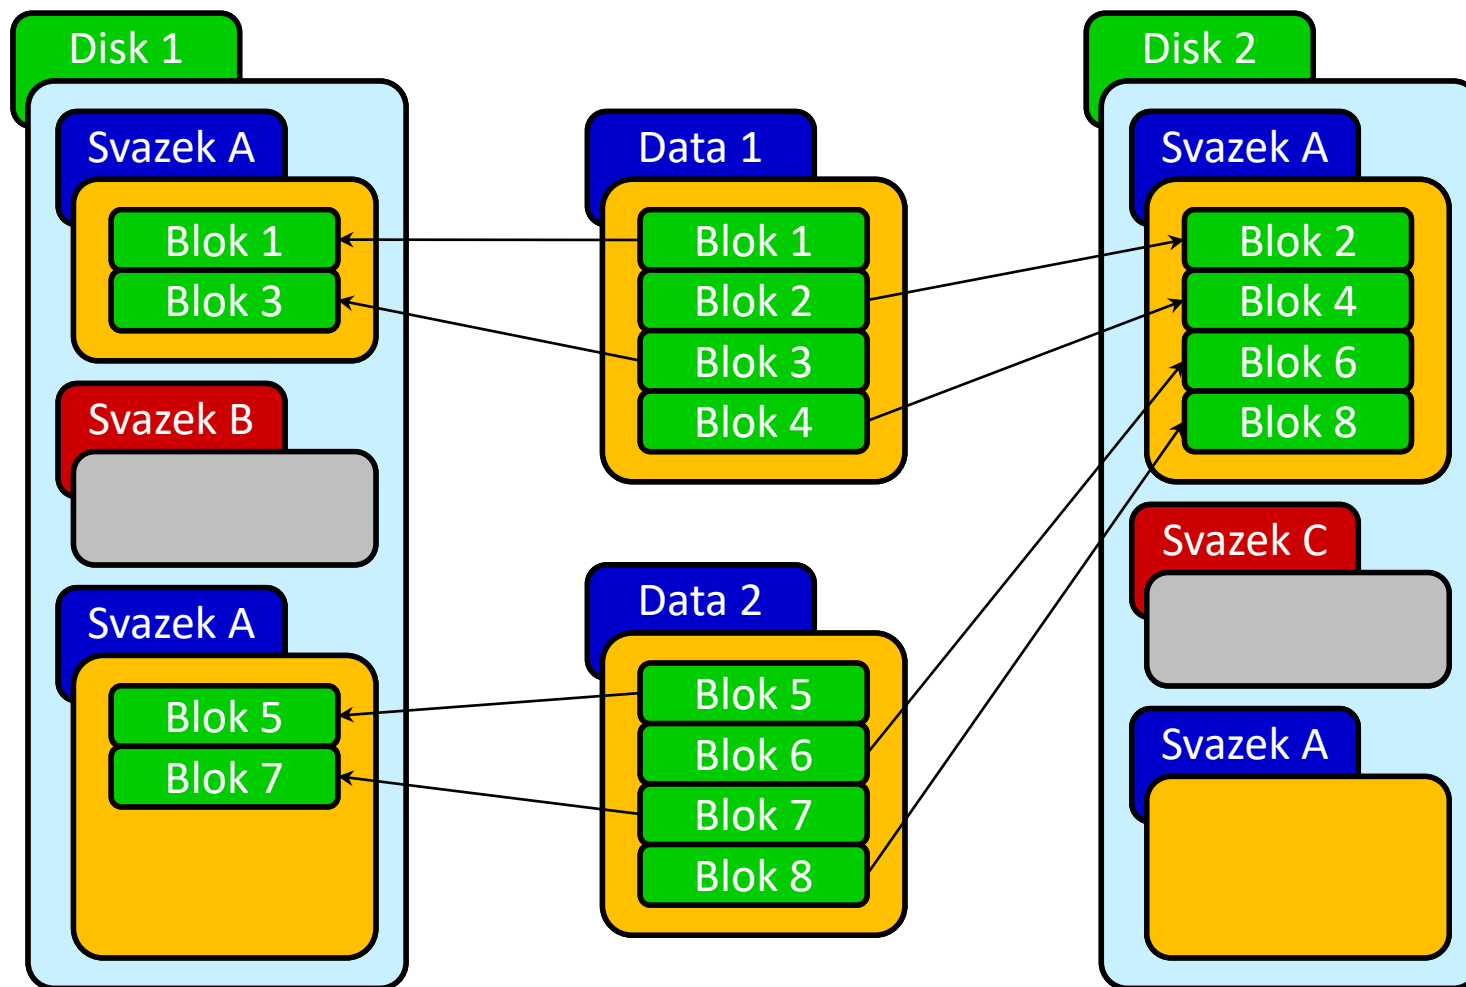 Disk 1
Svazek A
Blok 1
Blok 3
Svazek B
Svazek A
Blok 5
Blok 7
Data 1
Blok 1
Blok 2
Blok 3
Blok 4
Data 2
Blok 5
Blok 6
Blok 7
Blok 8
Disk 2
Svazek A
Blok 2
Blok 4
Blok 6
Blok 8
Svazek C
Svazek A